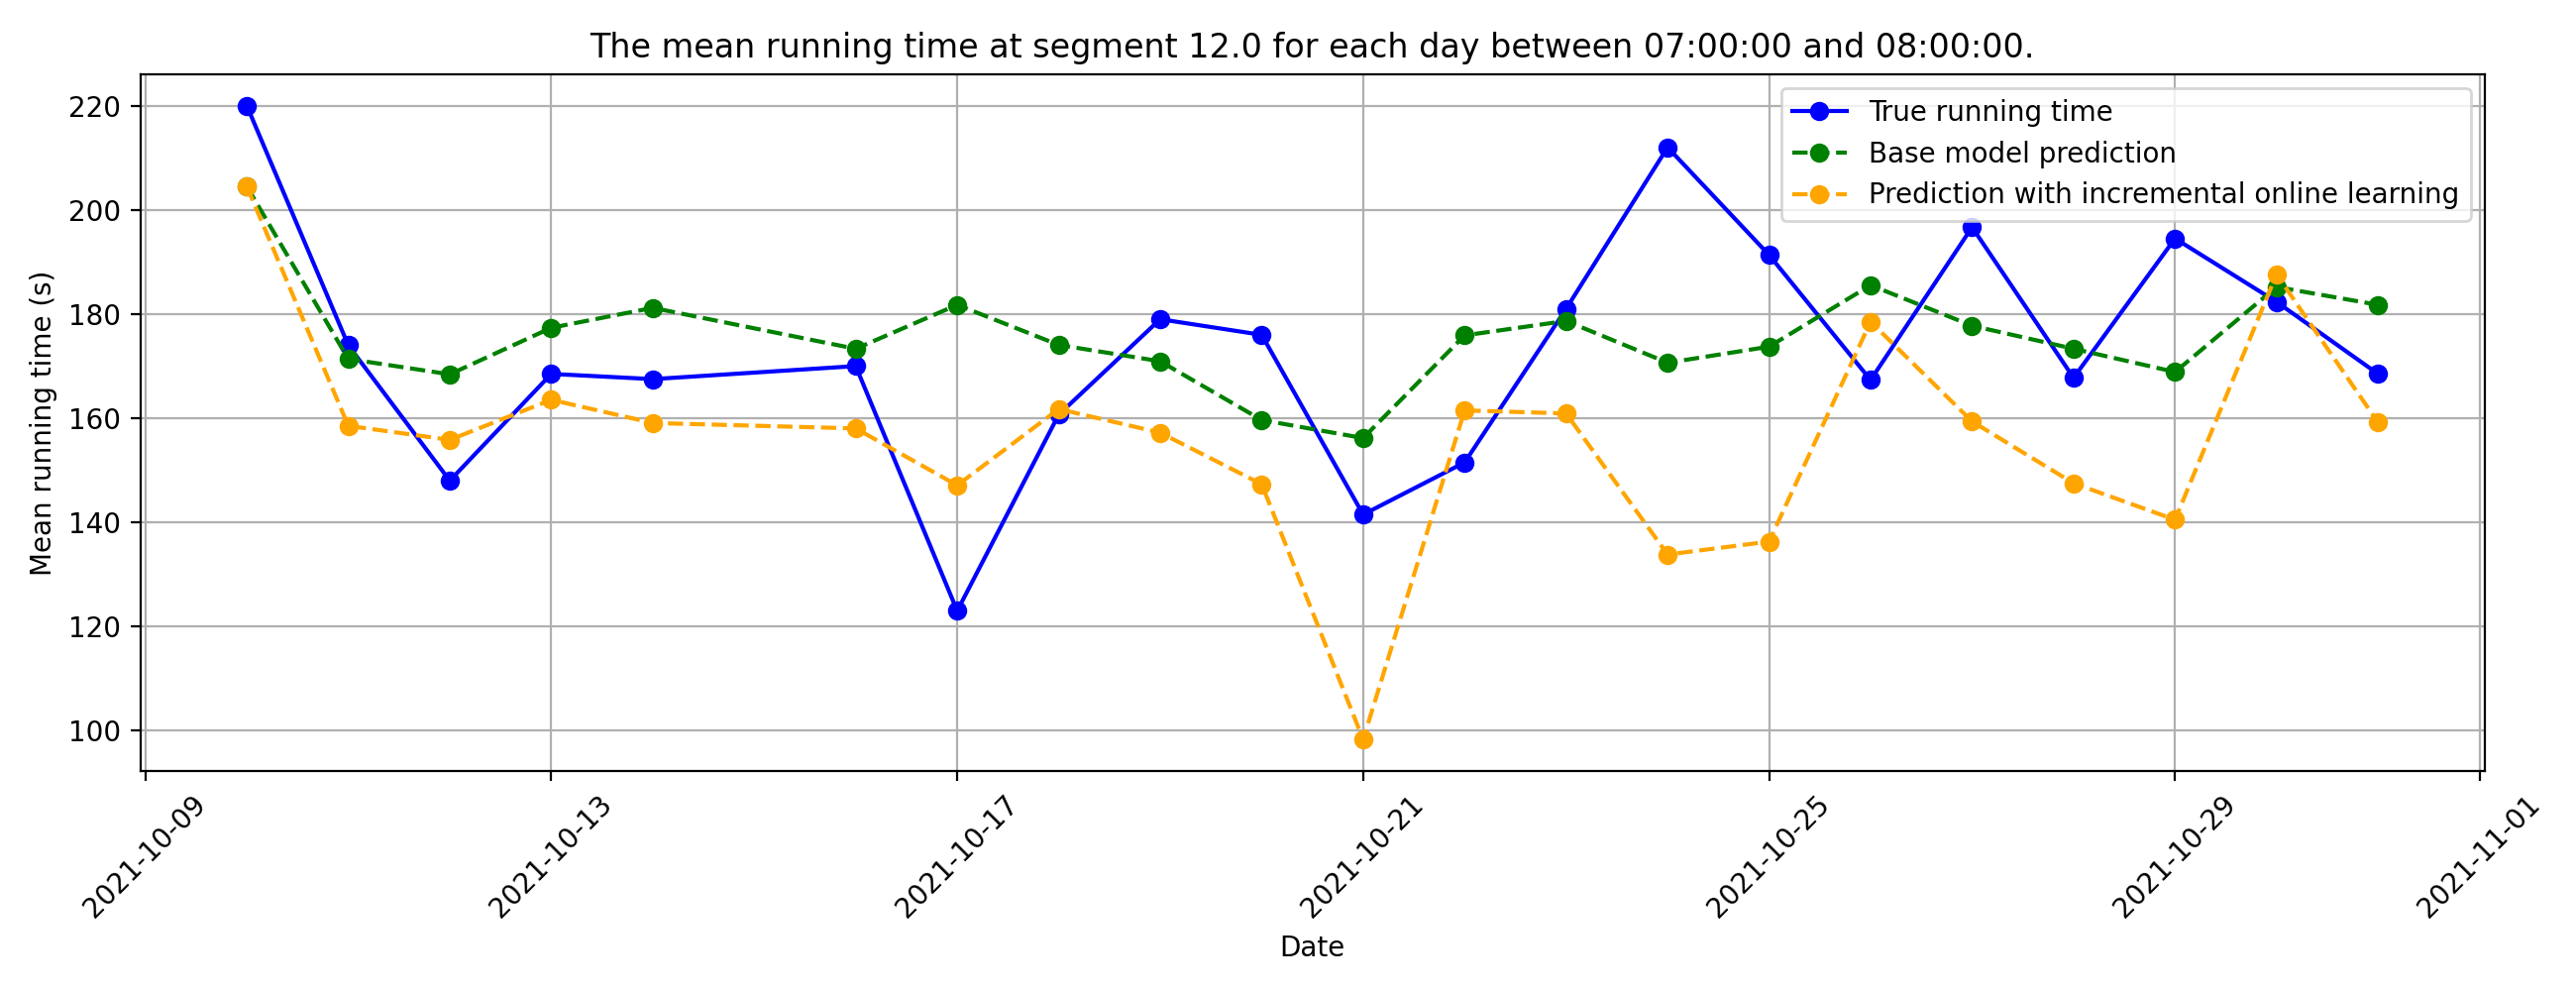 The mean running time at segment 12.0 for each day between 07:00:00 and 08:00:00.
True running time
Base model prediction
Prediction with incremental online learning
Mean running time (s)
220
200
180
160
140
120
100
2021-10-09
2021-10-13
2021-10-17
2021-10-21
2021-10-25
2021-10-29
2021-11-01
Date